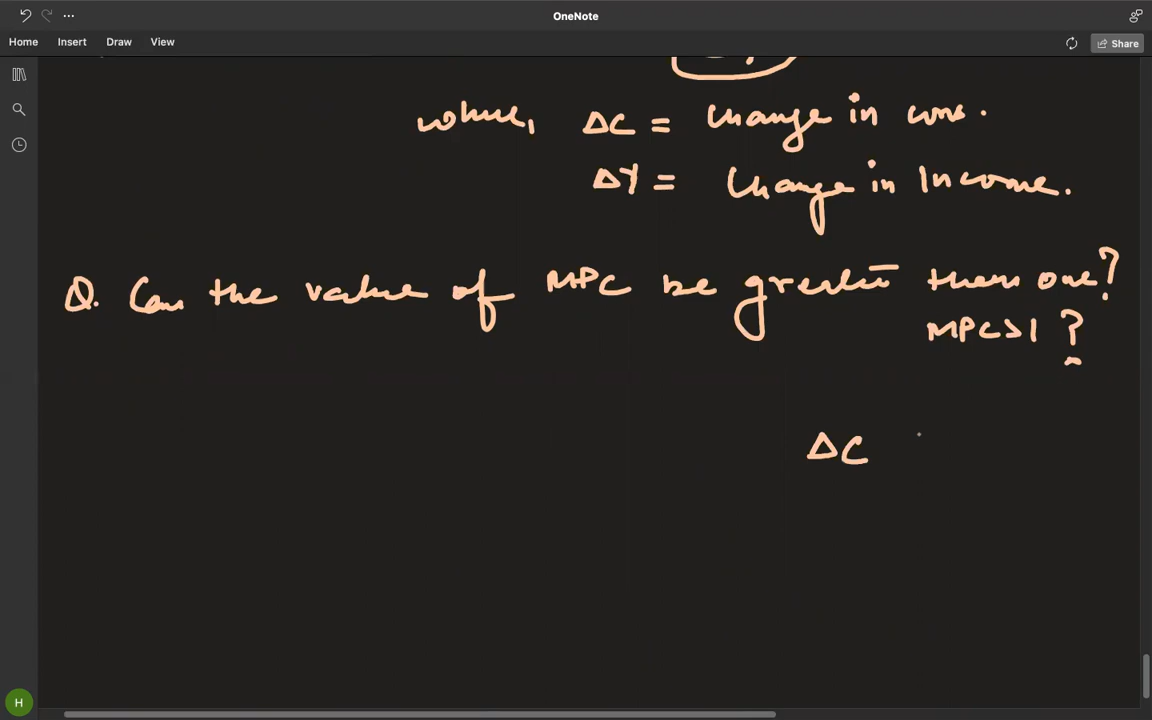 OneNote
Home Insert Draw View Share
where, ΔC = change in cons.
ΔY = Change in Income.
Q. Can the value of MPC be greater than one?
MPC>1 ?
ΔC
H